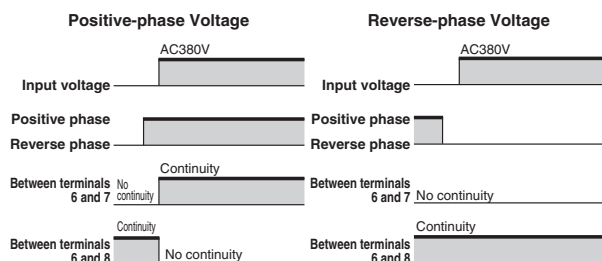 Positive-phase Voltage
AC380V
Input voltage
Positive phase
Reverse phase
Continuity
Between terminals
6 and 7
No
continuity
Continuity
Between terminals
6 and 8
No continuity
Reverse-phase Voltage
AC380V
Input voltage
Positive phase
Reverse phase
Between terminals
6 and 7
No continuity
Continuity
Between terminals
6 and 8